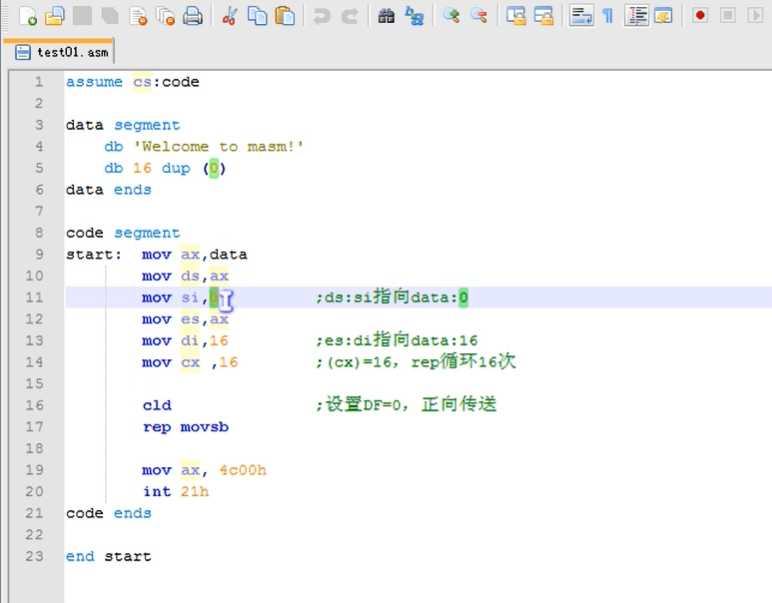 test01.asm
1 assume cs:code
2
3 data segment
4 db 'Welcome to masm!'
5 db 16 dup (0)
6 data ends
7
8 code segment
9 start: mov ax,data
10 mov ds,ax
11 mov si,0 ;ds:si指向data:0
12 mov es,ax
13 mov di,16 ;es:di指向data:16
14 mov cx ,16 ;(cx)=16，rep循环16次
15
16 cld ;设置DF=0，正向传送
17 rep movsb
18
19 mov ax, 4c00h
20 int 21h
21 code ends
22
23 end start